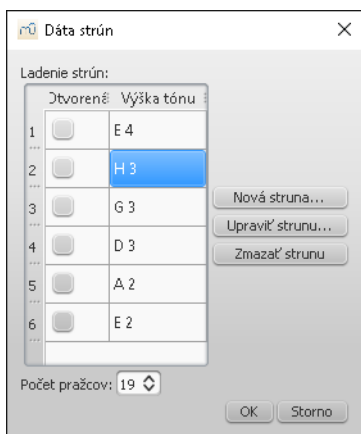 Dáta strún
Ladenie strún:
Otvorená Výška tónu
1 E 4
2 H 3
3 G 3
4 D 3
5 A 2
6 E 2
Nová struna...
Upraviť strunu...
Zmazať strunu
Počet pražcov: 19
OK Storno